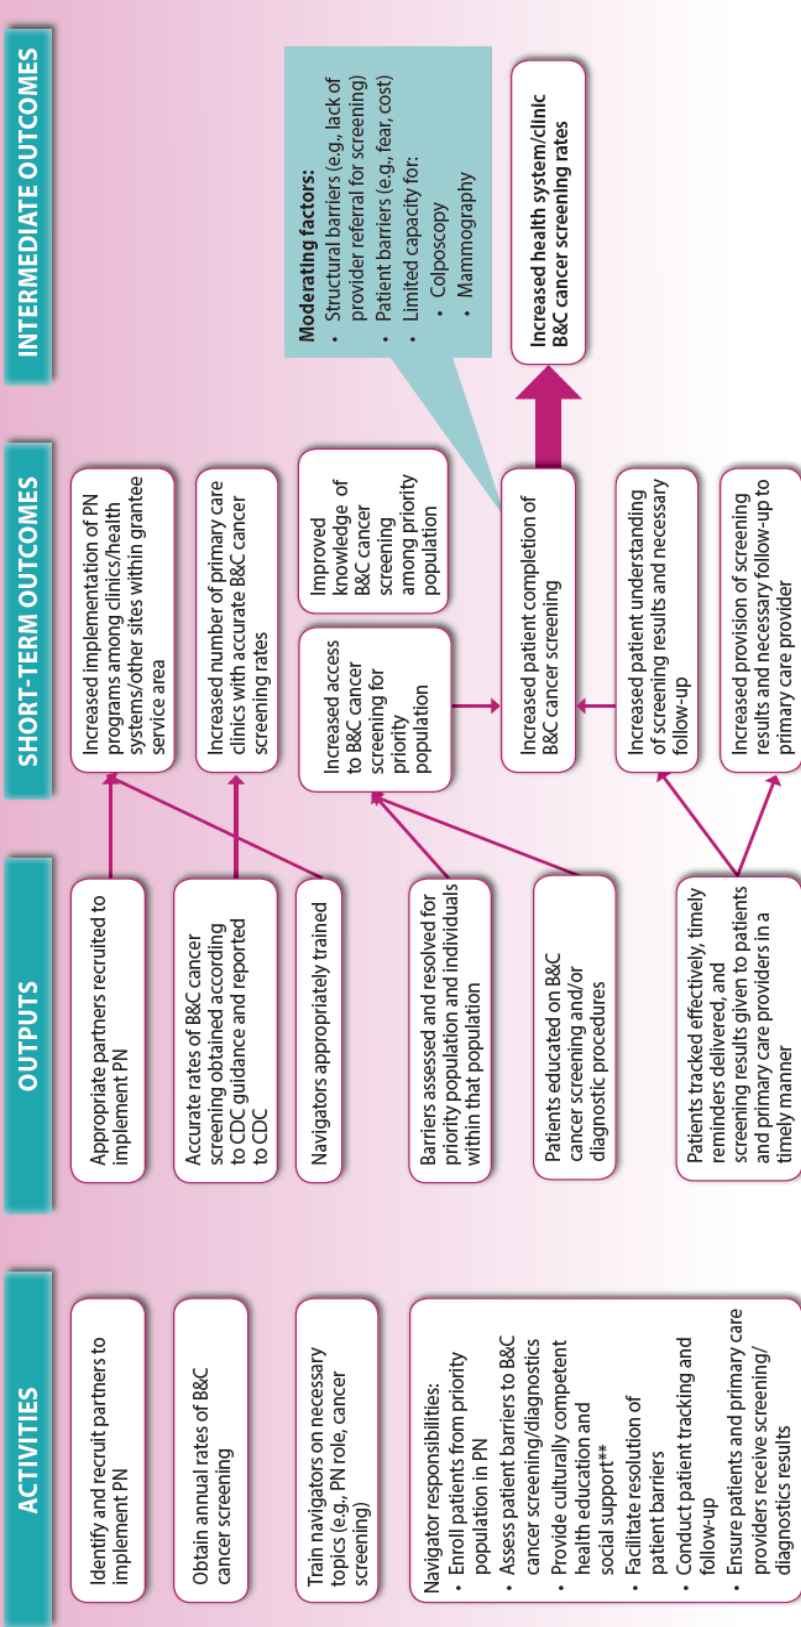 ACTIVITIES
Identify and recruit partners to
implement PN
Obtain annual rates of B&C
cancer screening
Train navigators on necessary
topics (e.g., PN role, cancer
screening)
Navigator responsibilities:
• Enroll patients from priority
population in PN
• Assess patient barriers to B&C
cancer screening/diagnostics
• Provide culturally competent
health education and
social support**
• Facilitate resolution of
patient barriers
• Conduct patient tracking and
follow-up
• Ensure patients and primary care
providers receive screening/
diagnostics results
OUTPUTS
Appropriate partners recruited to
implement PN
Accurate rates of B&C cancer
screening obtained according
to CDC guidance and reported
to CDC
Navigators appropriately trained
Barriers assessed and resolved for
priority population and individuals
within that population
Patients educated on B&C
cancer screening and/or
diagnostic procedures
Patients tracked effectively, timely
reminders delivered, and
screening results given to patients
and primary care providers in a
timely manner
SHORT-TERM OUTCOMES
Increased implementation of PN
programs among clinics/health
systems/other sites within grantee
service area
Increased number of primary care
clinics with accurate B&C cancer
screening rates
Increased access
to B&C cancer
screening for
priority
population
Improved
knowledge of
B&C cancer
screening
among priority
population
Increased patient completion of
B&C cancer screening
Increased patient understanding
of screening results and necessary
follow-up
Increased provision of screening
results and necessary follow-up to
primary care provider
INTERMEDIATE OUTCOMES
Moderating factors:
• Structural barriers (e.g., lack of
provider referral for screening)
• Patient barriers (e.g., fear, cost)
• Limited capacity for:
• Colposcopy
• Mammography
Increased health system/clinic
B&C cancer screening rates